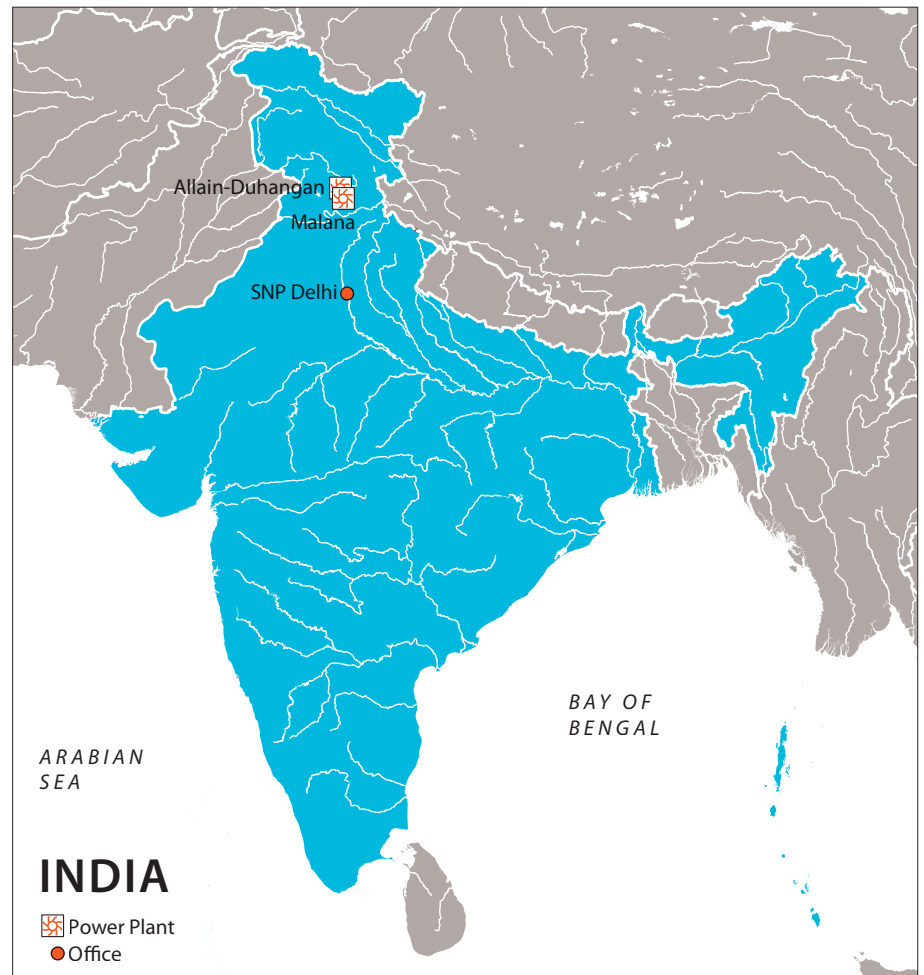 Allain-Duhangan
Malana
SNP Delhi
BAY OF
BENGAL
ARABIAN
SEA
INDIA
Power Plant
Office